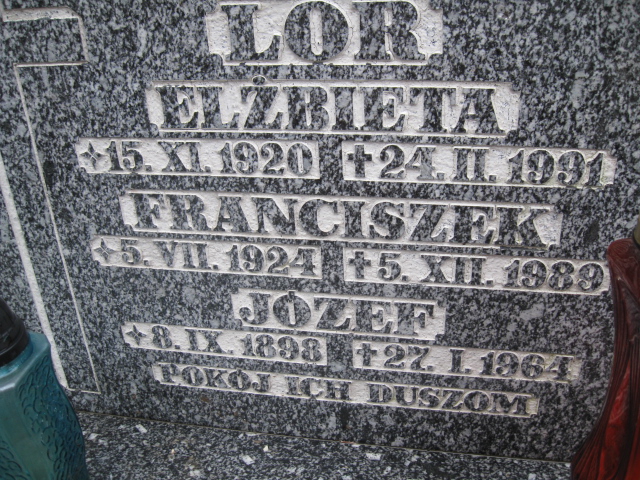 LOR
ELŻBIETA
15. XI. 1920 †24. II. 1991
FRANCISZEK
5. VII. 1924 †5. XII. 1989
JÓZEF
8. IX. 1898 †27. I. 1964
POKÓJ ICH DUSZOM